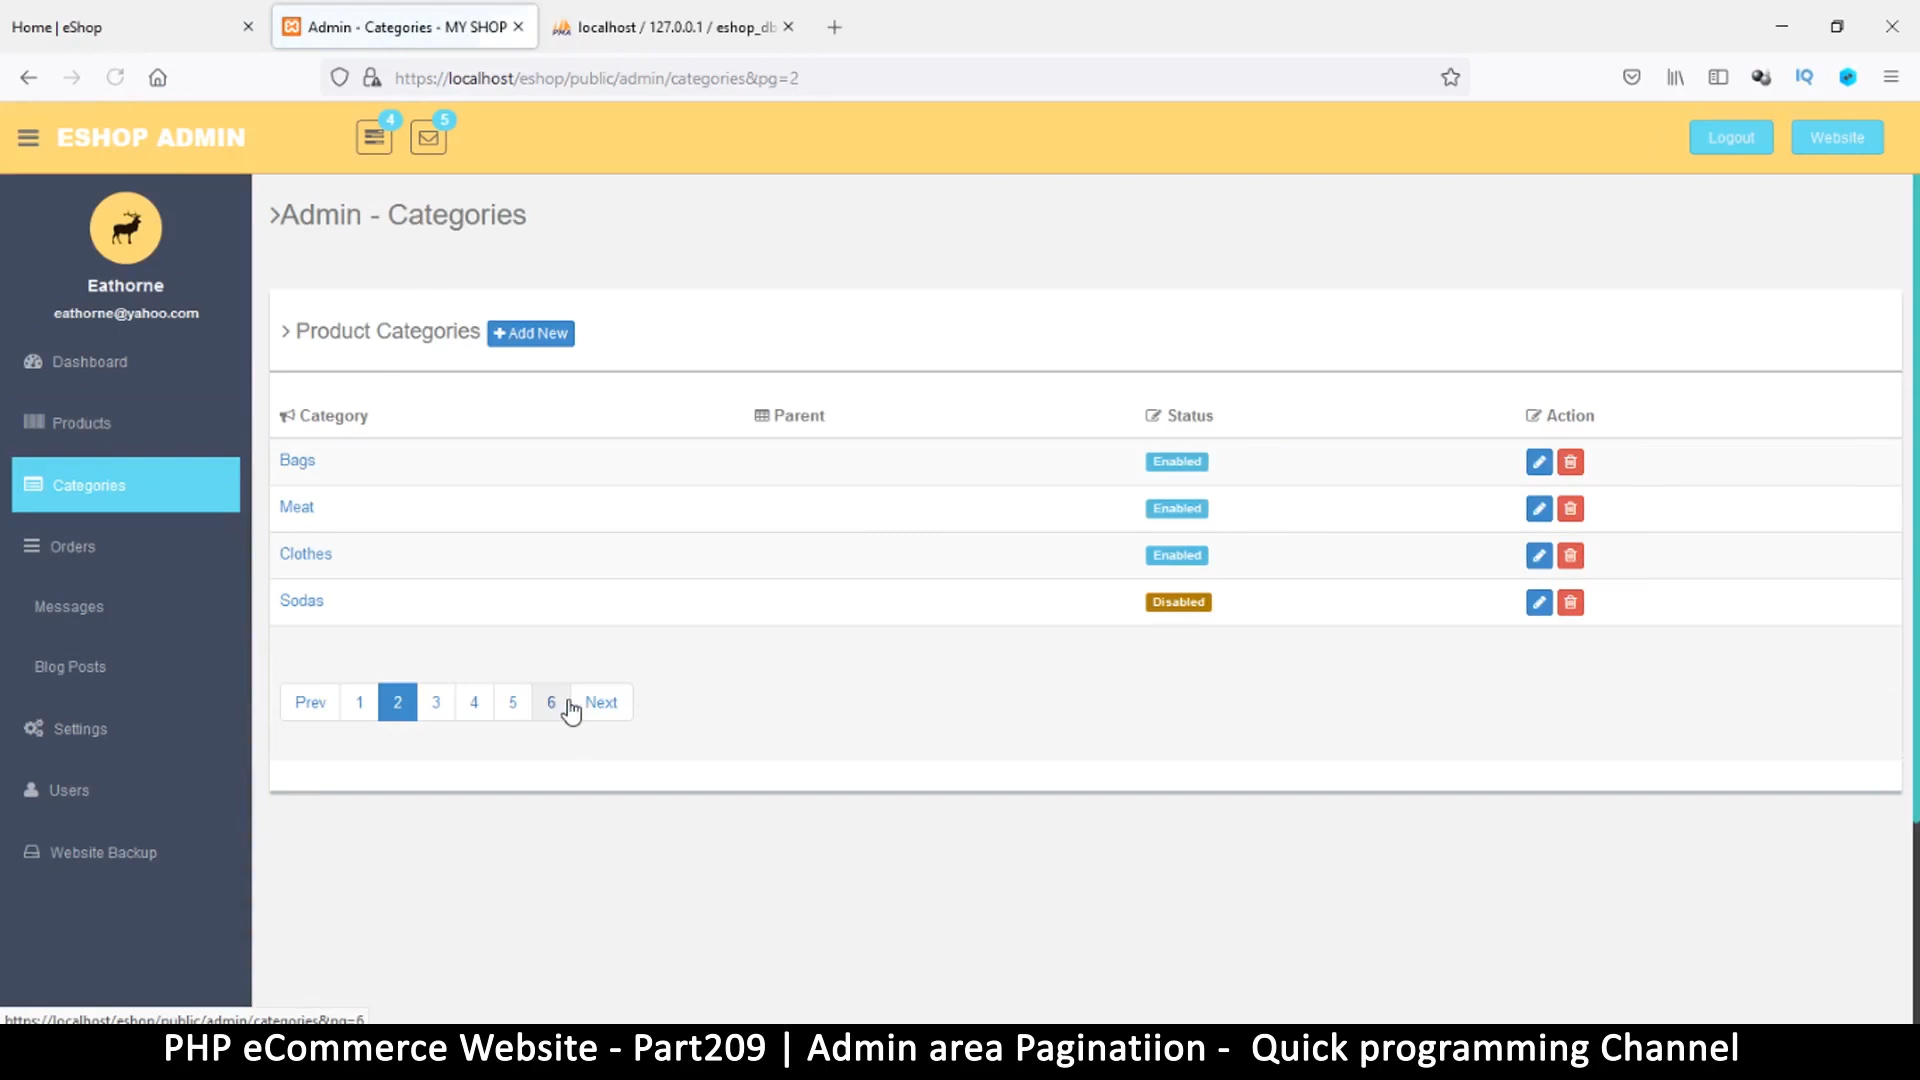 Home | eShop
Admin - Categories - MY SHOP
localhost / 127.0.0.1 / eshop_db
https://localhost/eshop/public/admin/categories&pg=2
IQ
ESHOP ADMIN
4
5
Logout
Website
Eathorne
eathorne@yahoo.com
Dashboard
Products
Categories
Orders
Messages
Blog Posts
Settings
Users
Website Backup
Admin - Categories
Product Categories
Add New
Category Parent Status Action
Bags Enabled
Meat Enabled
Clothes Enabled
Sodas Disabled
Prev 1 2 3 4 5 6 Next
https://localhost/eshop/public/admin/categories&pg=6
PHP eCommerce Website - Part209 | Admin area Paginatiion - Quick programming Channel